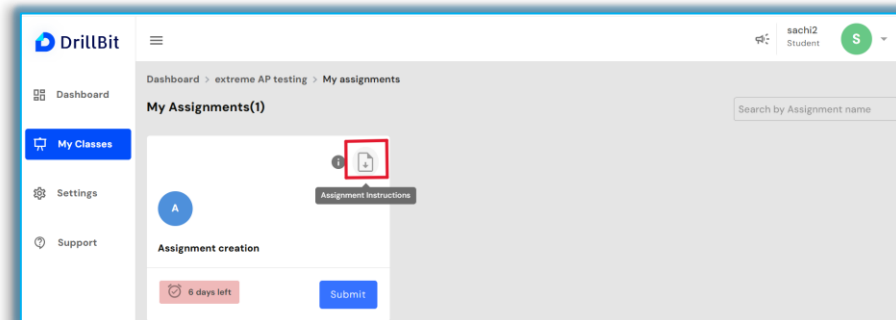 DrillBit
sachi2
Student
S
Dashboard > extreme AP testing > My assignments
Dashboard
My Assignments(1)
Search by Assignment name
My Classes
Assignment Instructions
Settings
A
Support
Assignment creation
6 days left
Submit